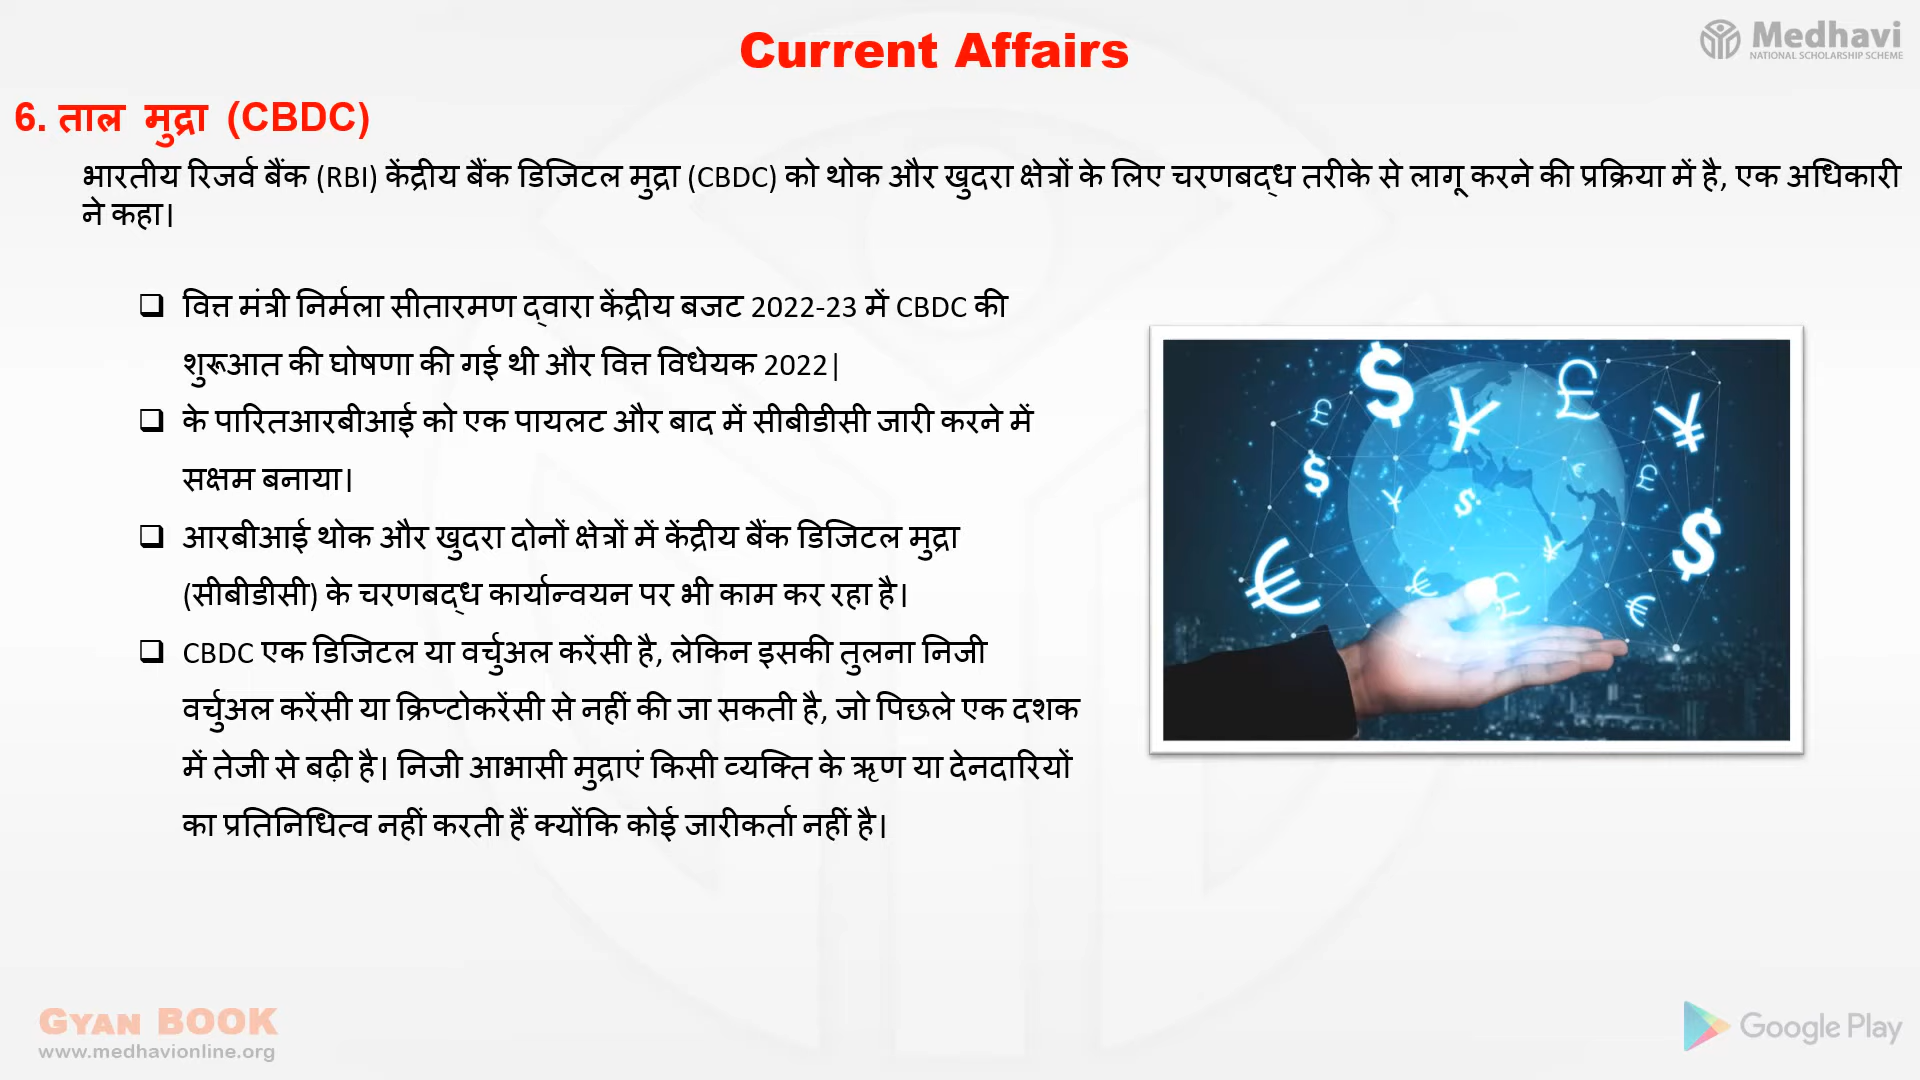 Current Affairs
Medhavi
NATIONAL SCHOLARSHIP SCHEME
6. ताल मुद्रा (CBDC)
भारतीय रिजर्व बैंक (RBI) केंद्रीय बैंक डिजिटल मुद्रा (CBDC) को थोक और खुदरा क्षेत्रों के लिए चरणबद्ध तरीके से लागू करने की प्रक्रिया में है, एक अधिकारी
ने कहा।
❑ वित्त मंत्री निर्मला सीतारमण द्वारा केंद्रीय बजट 2022-23 में CBDC की
शुरूआत की घोषणा की गई थी और वित्त विधेयक 2022|
❑ के पारितआरबीआई को एक पायलट और बाद में सीबीडीसी जारी करने में
सक्षम बनाया।
❑ आरबीआई थोक और खुदरा दोनों क्षेत्रों में केंद्रीय बैंक डिजिटल मुद्रा
(सीबीडीसी) के चरणबद्ध कार्यान्वयन पर भी काम कर रहा है।
❑ CBDC एक डिजिटल या वर्चुअल करेंसी है, लेकिन इसकी तुलना निजी
वर्चुअल करेंसी या क्रिप्टोकरेंसी से नहीं की जा सकती है, जो पिछले एक दशक
में तेजी से बढ़ी है। निजी आभासी मुद्राएं किसी व्यक्ति के ऋण या देनदारियों
का प्रतिनिधित्व नहीं करती हैं क्योंकि कोई जारीकर्ता नहीं है।
GYAN BOOK
www.medhavionline.org
Google Play